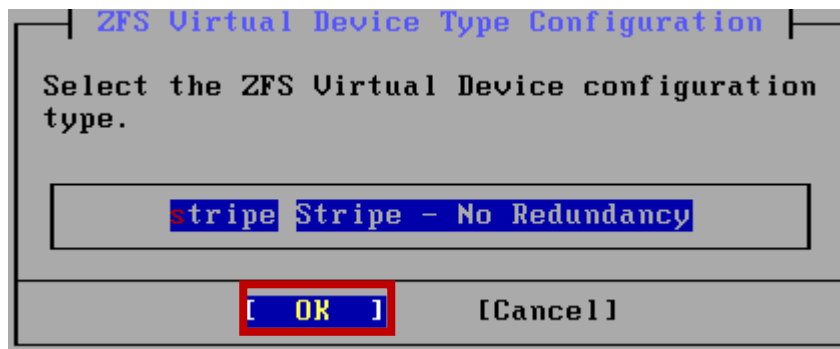 ZFS Virtual Device Type Configuration
Select the ZFS Virtual Device configuration
type.
stripe Stripe - No Redundancy
[ OK ] [Cancel]